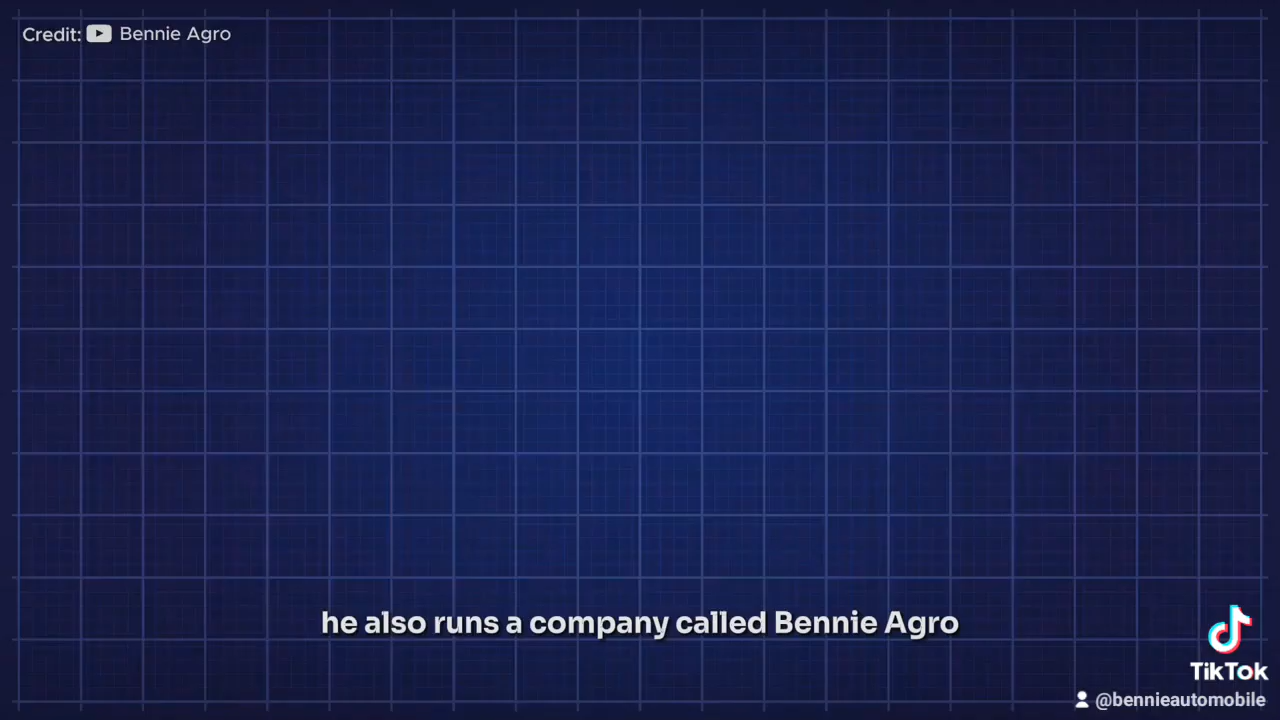 Credit: Bennie Agro
he also runs a company called Bennie Agro
TikTok
@bennieautomobile